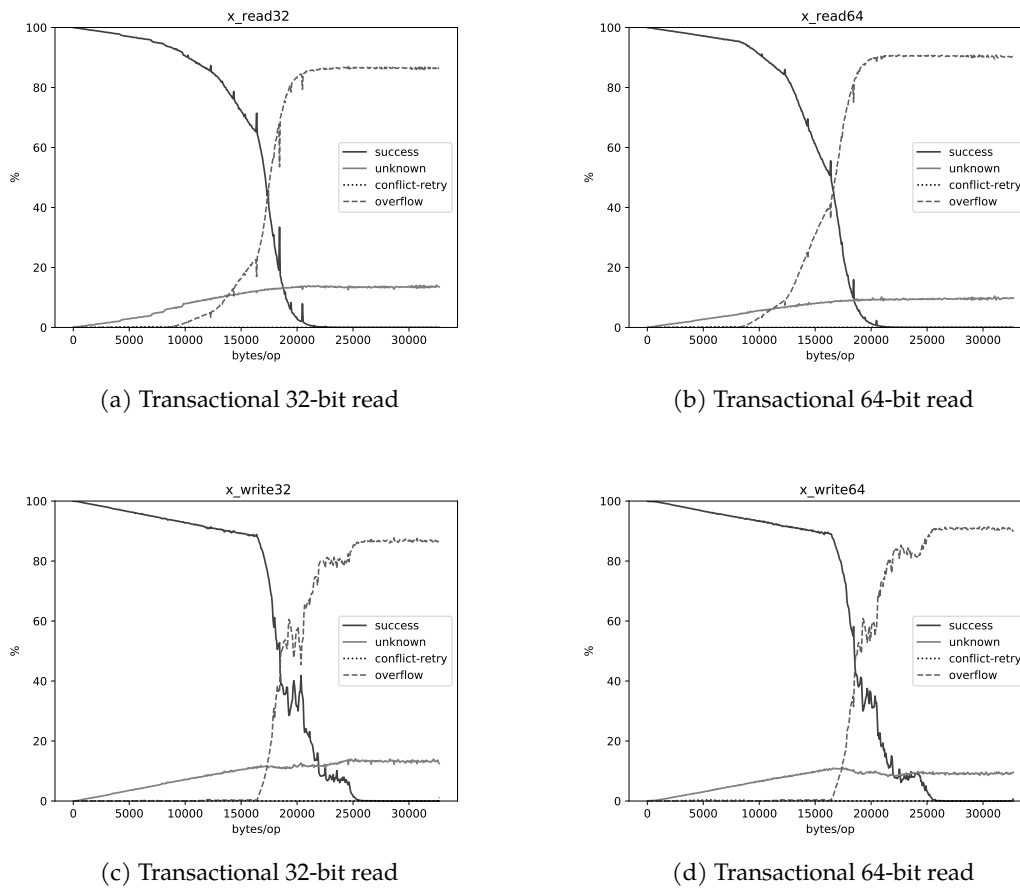 x_read32
100
80
60
40
20
0
%
success
unknown
conflict-retry
overflow
0 5000 10000 15000 20000 25000 30000
bytes/op
(a) Transactional 32-bit read
x_read64
100
80
60
40
20
0
%
success
unknown
conflict-retry
overflow
0 5000 10000 15000 20000 25000 30000
bytes/op
(b) Transactional 64-bit read
x_write32
100
80
60
40
20
0
%
success
unknown
conflict-retry
overflow
0 5000 10000 15000 20000 25000 30000
bytes/op
(c) Transactional 32-bit read
x_write64
100
80
60
40
20
0
%
success
unknown
conflict-retry
overflow
0 5000 10000 15000 20000 25000 30000
bytes/op
(d) Transactional 64-bit read